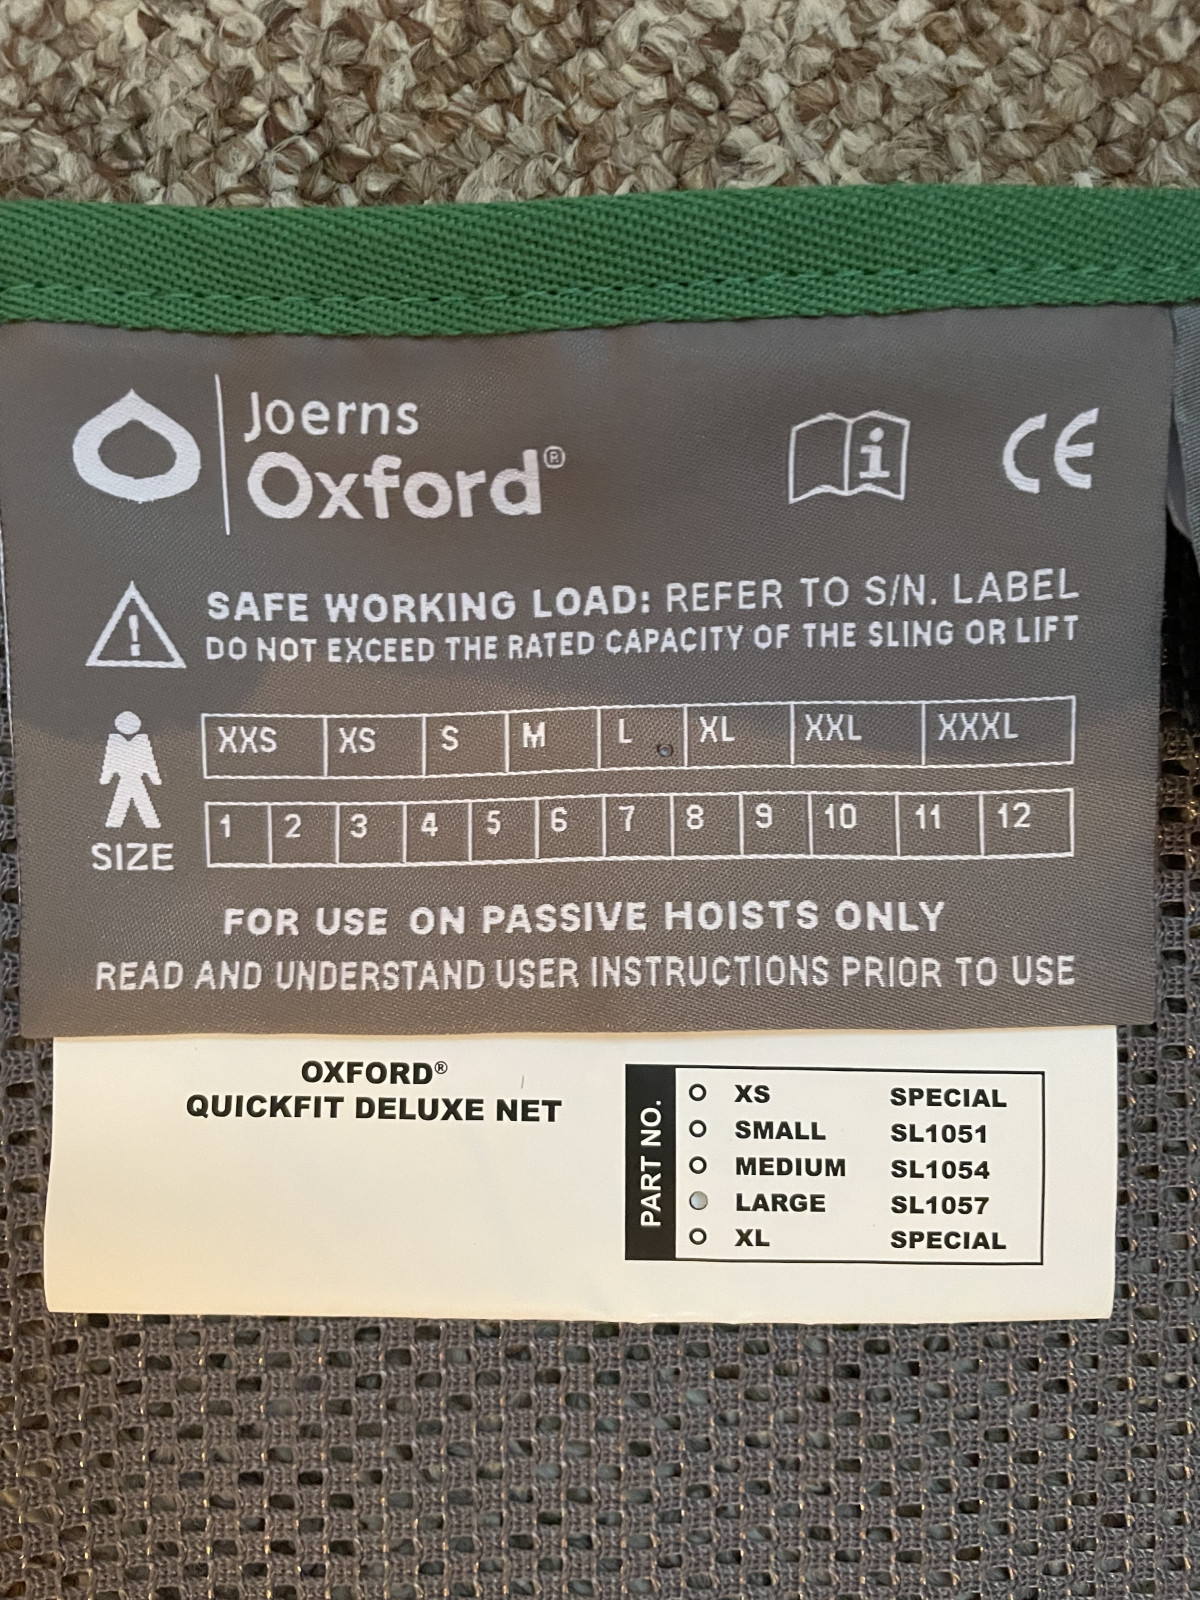 Joerns
Oxford®
CE
SAFE WORKING LOAD: REFER TO S/N. LABEL
DO NOT EXCEED THE RATED CAPACITY OF THE SLING OR LIFT
XXS XS S M L XL XXL XXXL
1 2 3 4 5 6 7 8 9 10 11 12
SIZE
FOR USE ON PASSIVE HOISTS ONLY
READ AND UNDERSTAND USER INSTRUCTIONS PRIOR TO USE
OXFORD®
QUICKFIT DELUXE NET
PART NO.
XS SPECIAL
SMALL SL1051
MEDIUM SL1054
LARGE SL1057
XL SPECIAL